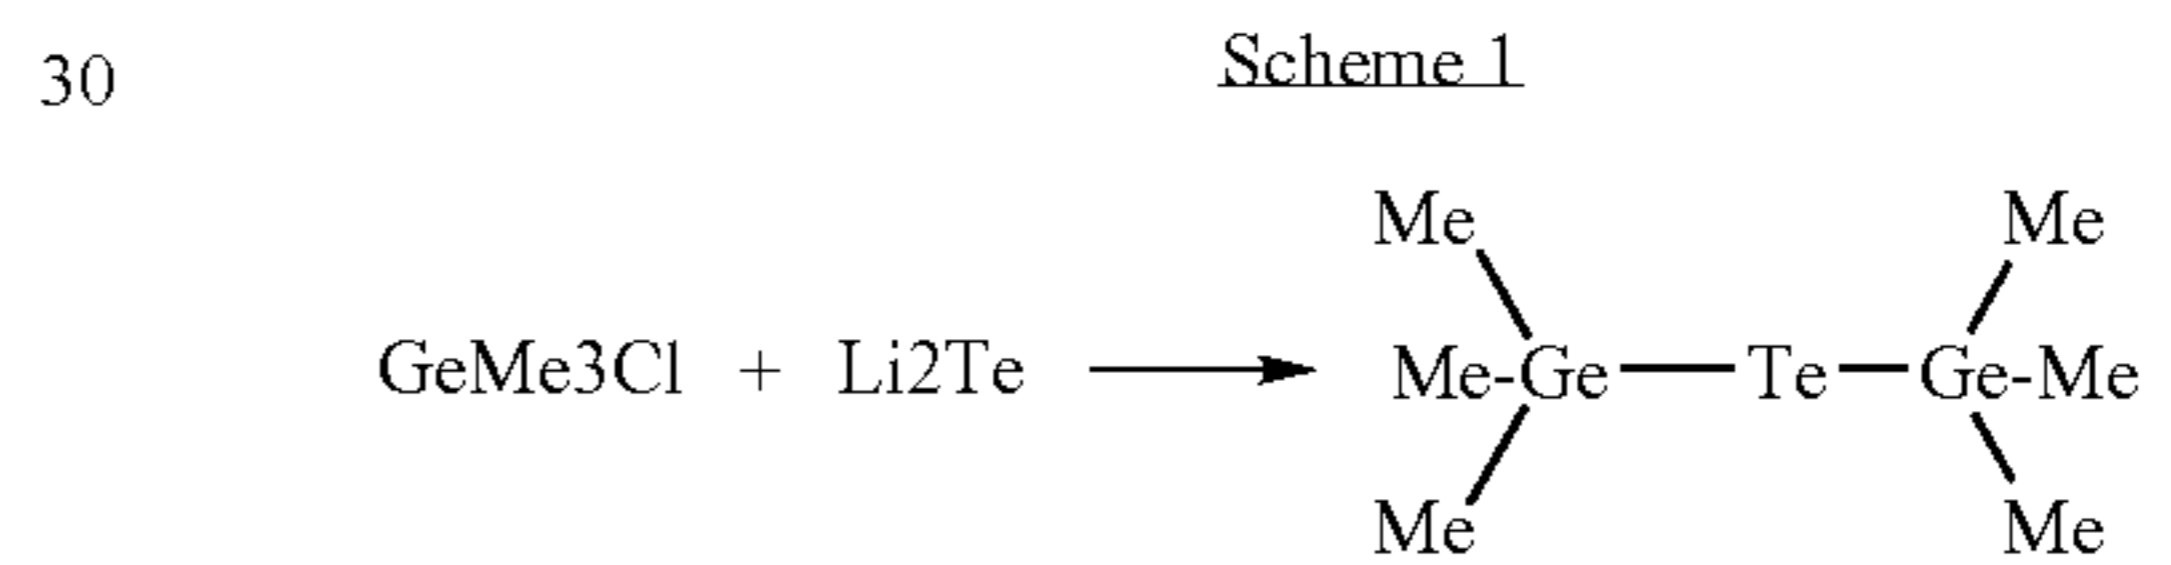 30 Scheme 1
Me Me
GeMe3Cl + Li2Te Me-Ge Te Ge-Me
Me Me